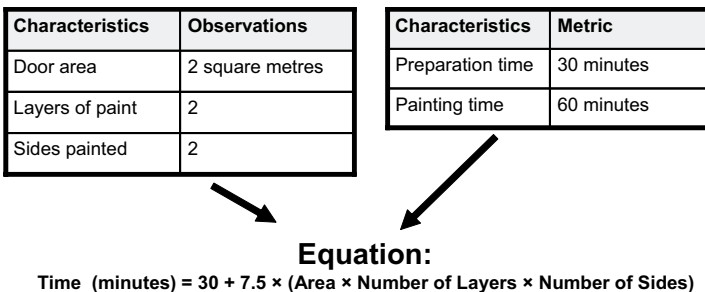 Characteristics Observations
Door area 2 square metres
Layers of paint 2
Sides painted 2
Characteristics Metric
Preparation time 30 minutes
Painting time 60 minutes
Equation:
Time (minutes) = 30 + 7.5 × (Area × Number of Layers × Number of Sides)